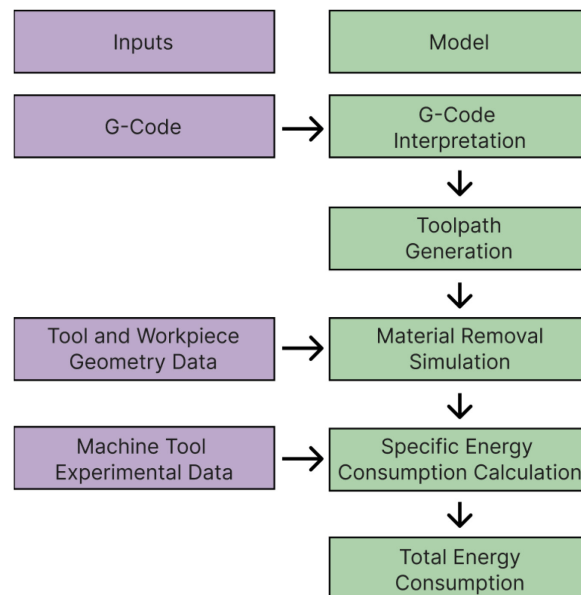 Inputs
Model
G-Code
G-Code
Interpretation
Toolpath
Generation
Tool and Workpiece
Geometry Data
Material Removal
Simulation
Machine Tool
Experimental Data
Specific Energy
Consumption Calculation
Total Energy
Consumption